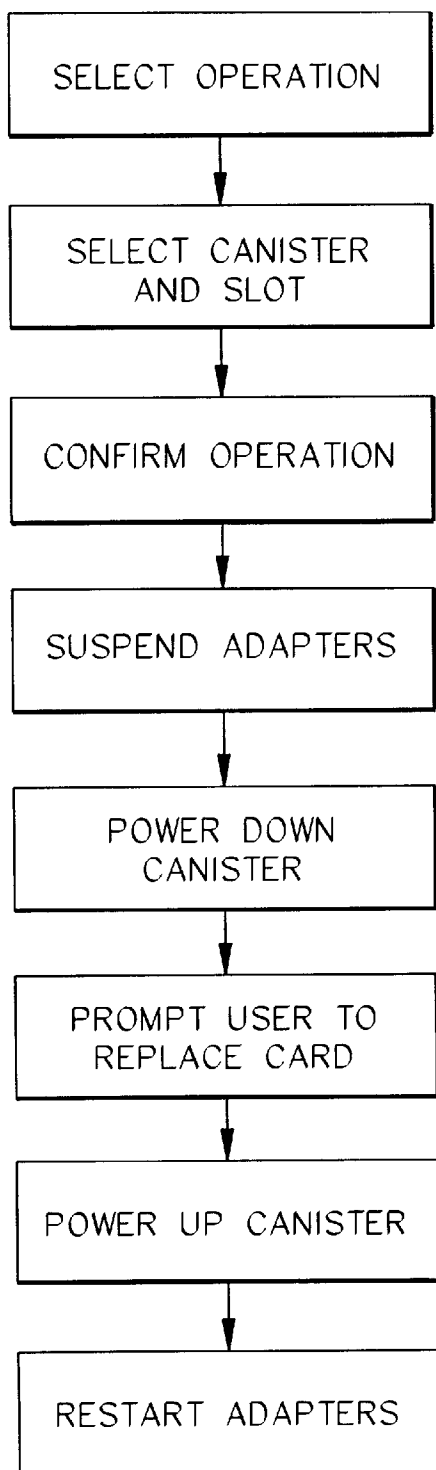 SELECT OPERATION
SELECT CANISTER
AND SLOT
CONFIRM OPERATION
SUSPEND ADAPTERS
POWER DOWN
CANISTER
PROMPT USER TO
REPLACE CARD
POWER UP CANISTER
RESTART ADAPTERS